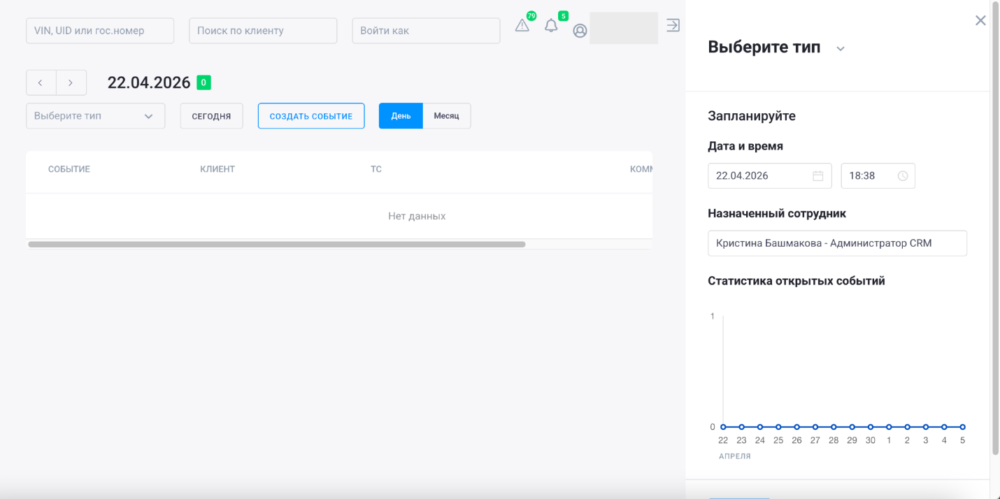 VIN, UID или гос.номер
Поиск по клиенту
Войти как
79
5
22.04.2026 0
Выберите тип
СЕГОДНЯ
СОЗДАТЬ СОБЫТИЕ
День
Месяц
СОБЫТИЕ КЛИЕНТ ТС КОММ
Нет данных
Выберите тип
Запланируйте
Дата и время
22.04.2026 18:38
Назначенный сотрудник
Кристина Башмакова - Администратор CRM
Статистика открытых событий
1
0
22 23 24 25 26 27 28 29 30 1 2 3 4 5
АПРЕЛЯ